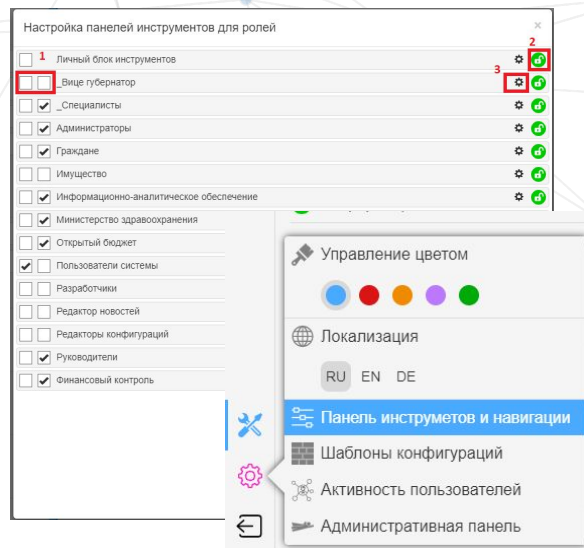 Настройка панелей инструментов для ролей
×
2
1 Личный блок инструментов
3
_Вице губернатор
_Специалисты
Администраторы
Граждане
Имущество
Информационно-аналитическое обеспечение
Министерство здравоохранения
Открытый бюджет
Пользователи системы
Разработчики
Редактор новостей
Редакторы конфигураций
Руководители
Финансовый контроль
Управление цветом
Локализация
RU EN DE
Панель инструметов и навигации
Шаблоны конфигураций
Активность пользователей
Административная панель